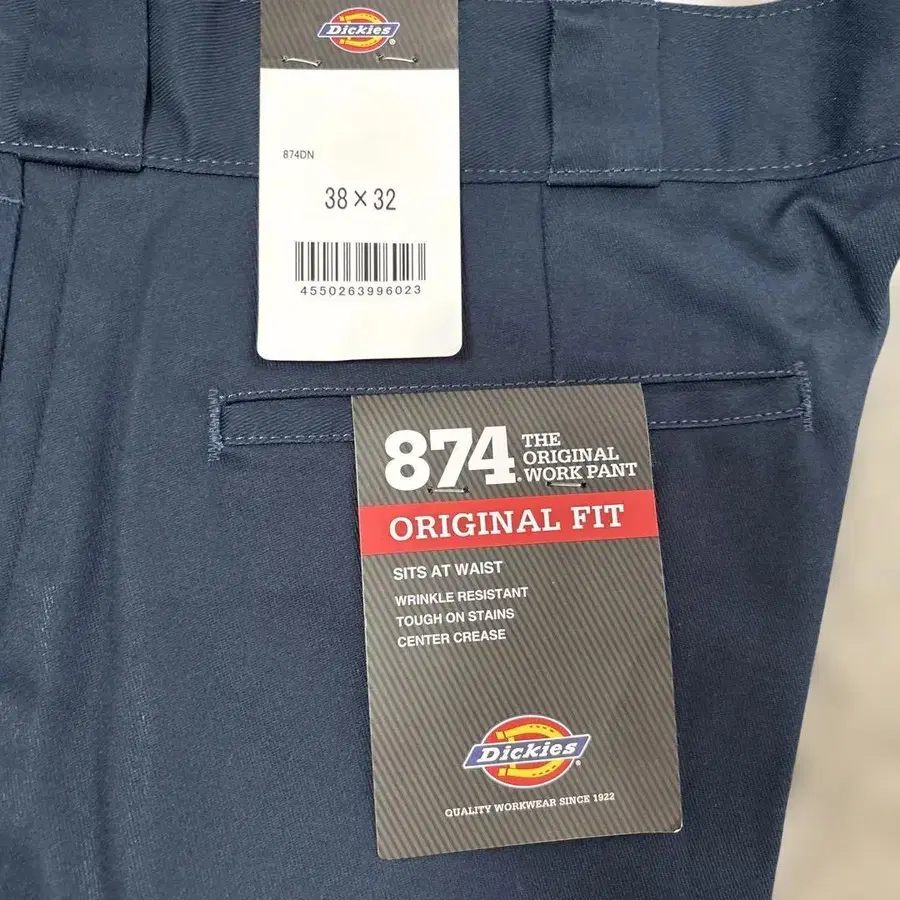 Dickies
874DN
38 × 32
4550263996023
874. THE
ORIGINAL
WORK PANT
ORIGINAL FIT
SITS AT WAIST
WRINKLE RESISTANT
TOUGH ON STAINS
CENTER CREASE
Dickies
QUALITY WORKWEAR SINCE 1922